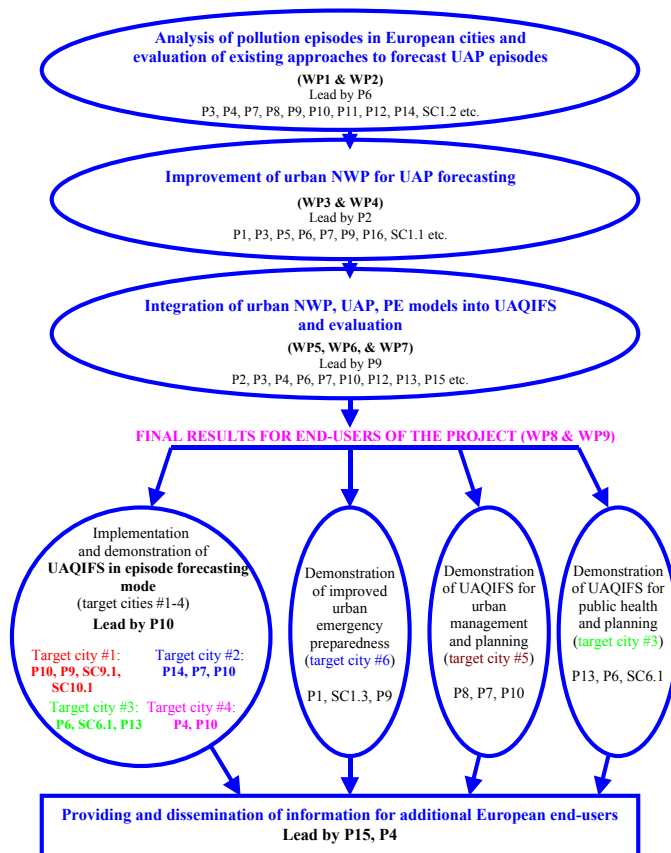 Analysis of pollution episodes in European cities and
evaluation of existing approaches to forecast UAP episodes
(WP1 & WP2)
Lead by P6
P3, P4, P7, P8, P9, P10, P11, P12, P14, SC1.2 etc.
Improvement of urban NWP for UAP forecasting
(WP3 & WP4)
Lead by P2
P1, P3, P5, P6, P7, P9, P16, SC1.1 etc.
Integration of urban NWP, UAP, PE models into UAQIFS
and evaluation
(WP5, WP6, & WP7)
Lead by P9
P2, P3, P4, P6, P7, P10, P12, P13, P15 etc.
FINAL RESULTS FOR END-USERS OF THE PROJECT (WP8 & WP9)
Implementation
and demonstration of
UAQIFS in episode forecasting
mode
(target cities #1-4)
Lead by P10
Target city #1:
P10, P9, SC9.1,
SC10.1
Target city #2:
P14, P7, P10
Target city #3:
P6, SC6.1, P13
Target city #4:
P4, P10
Demonstration
of improved
urban
emergency
preparedness
(target city #6)
P1, SC1.3, P9
Demonstration
of UAQIFS for
urban
management
and planning
(target city #5)
P8, P7, P10
Demonstration
of UAQIFS for
public health
and planning
(target city #3)
P13, P6, SC6.1
Providing and dissemination of information for additional European end-users
Lead by P15, P4